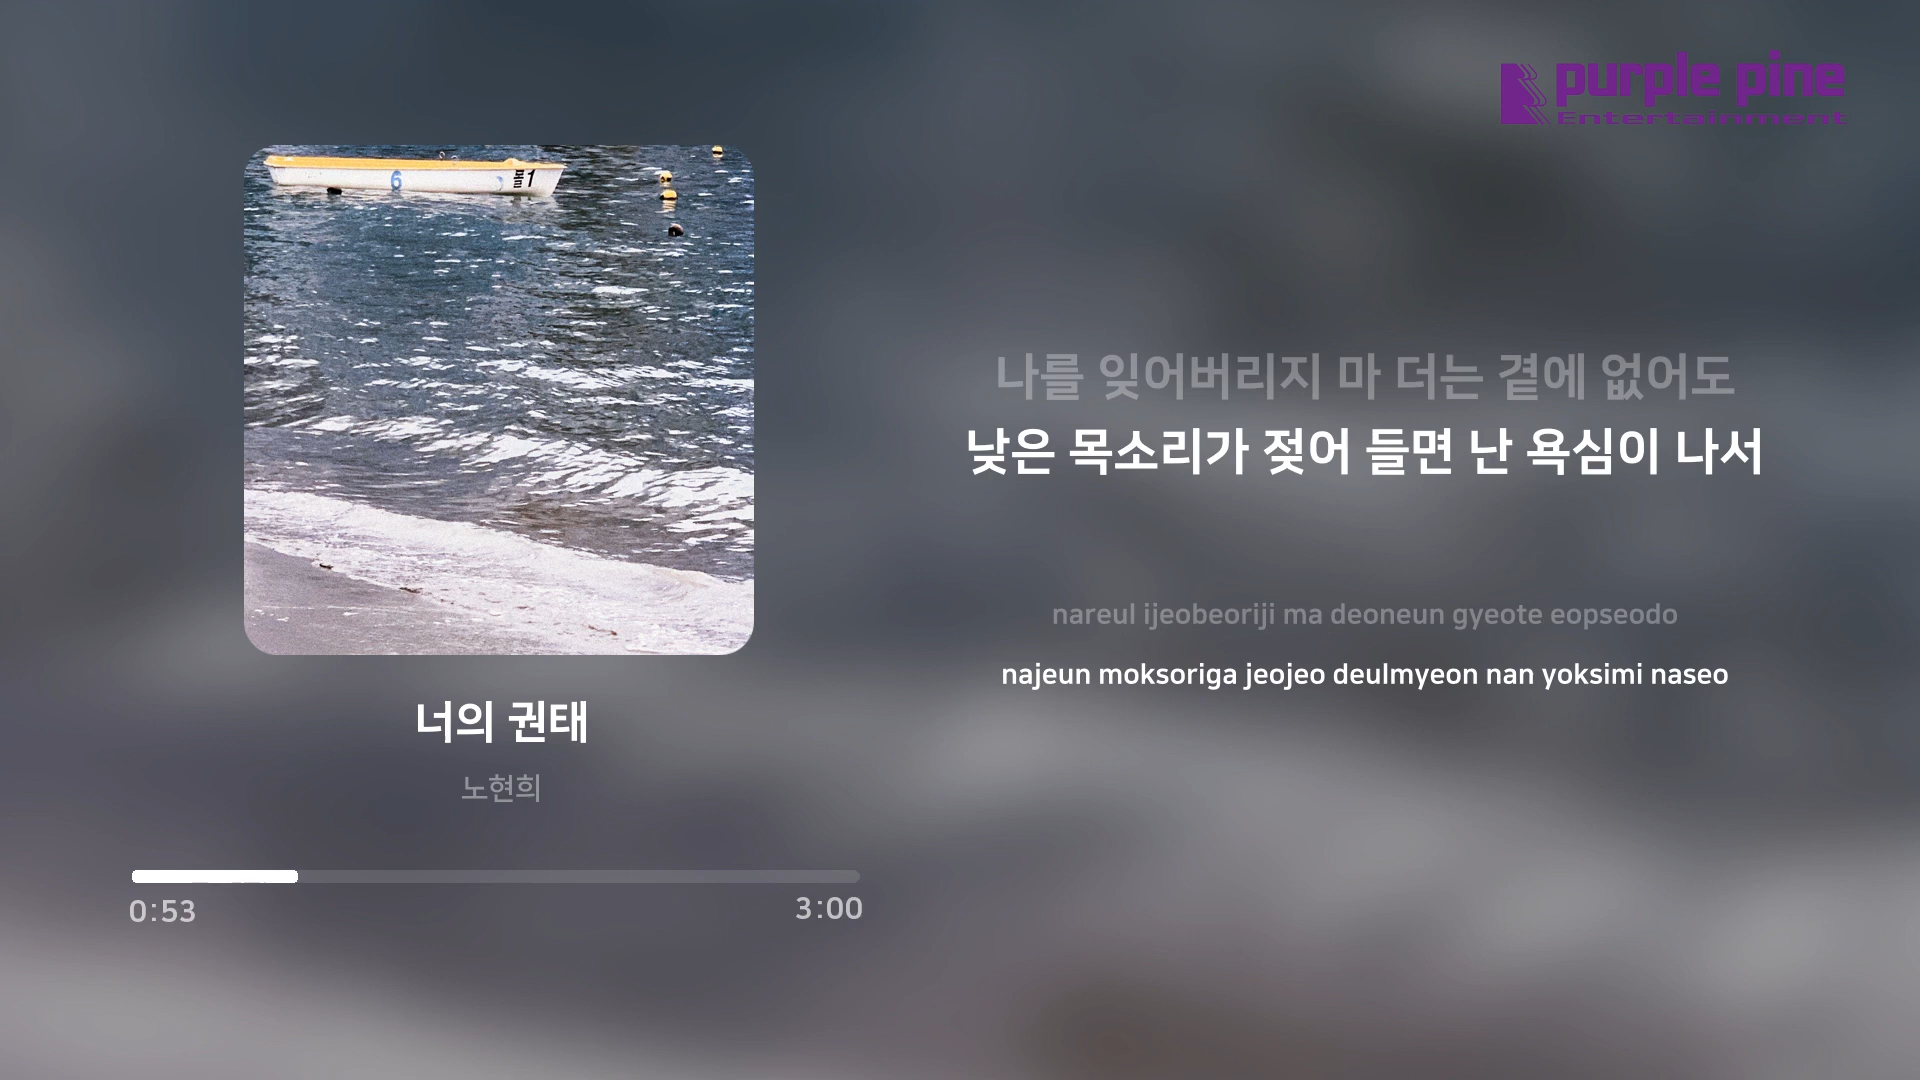 purple pine
Entertainment
6
몽1
나를 잊어버리지 마 더는 곁에 없어도
낮은 목소리가 젖어 들면 난 욕심이 나서
nareul ijeobeoriji ma deoneun gyeote eopseodo
najeun moksoriga jeojeo deulmyeon nan yoksimi naseo
너의 권태
노현희
0:53
3:00